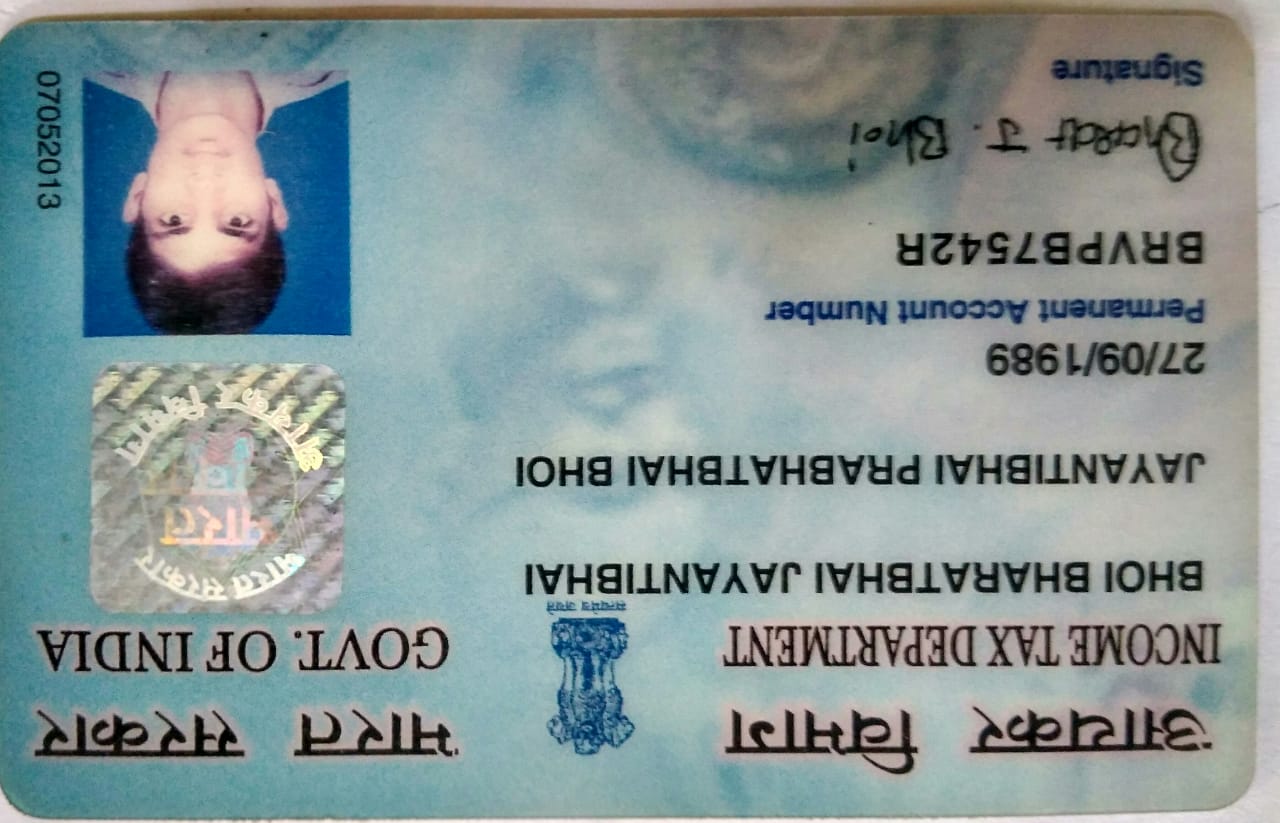 आयकर विभाग
भारत सरकार
INCOME TAX DEPARTMENT
GOVT. OF INDIA
सत्यमेव जयते
BHOI BHARATBHAI JAYANTIBHAI
भारत सरकार
भारत
आयकर विभाग
JAYANTIBHAI PRABHATBHAI BHOI
27/09/1989
Permanent Account Number
BRVPB7542R
Bharat J. Bhoi
Signature
07052013